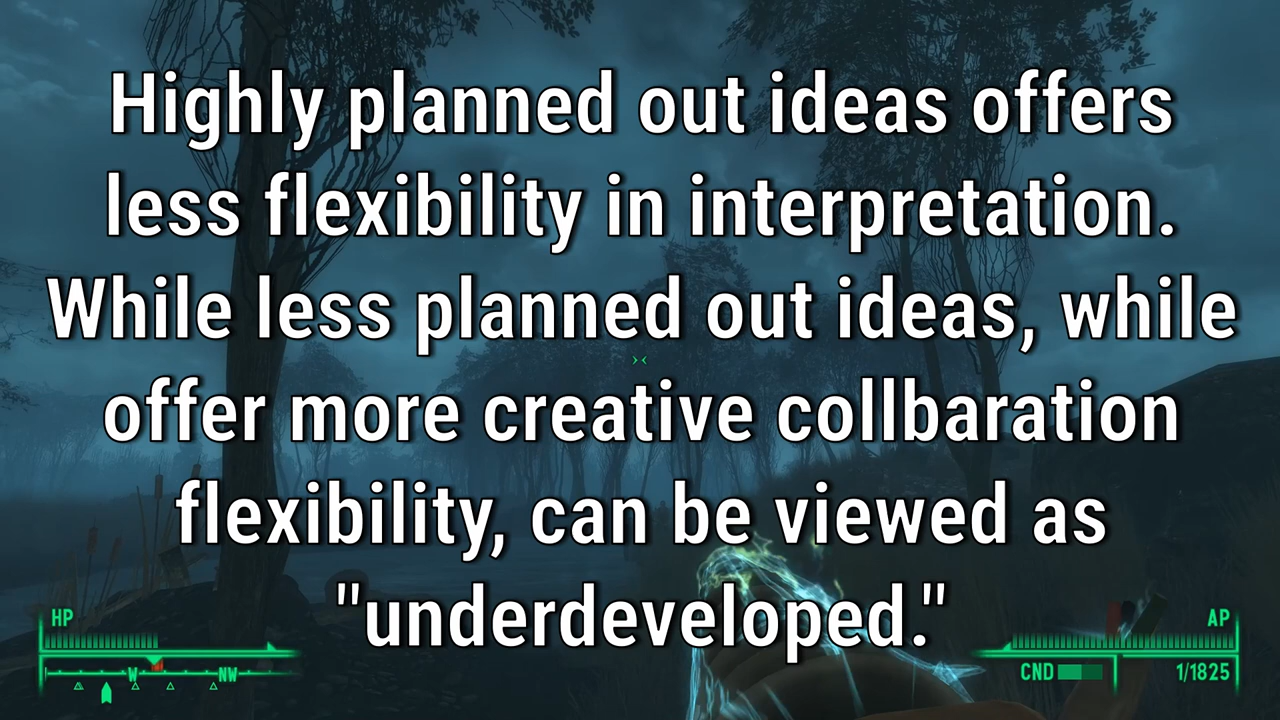 Highly planned out ideas offers
less flexibility in interpretation.
While less planned out ideas, while
offer more creative collbaration
flexibility, can be viewed as
"underdeveloped."
HP
W
NW
AP
CND
1/1825